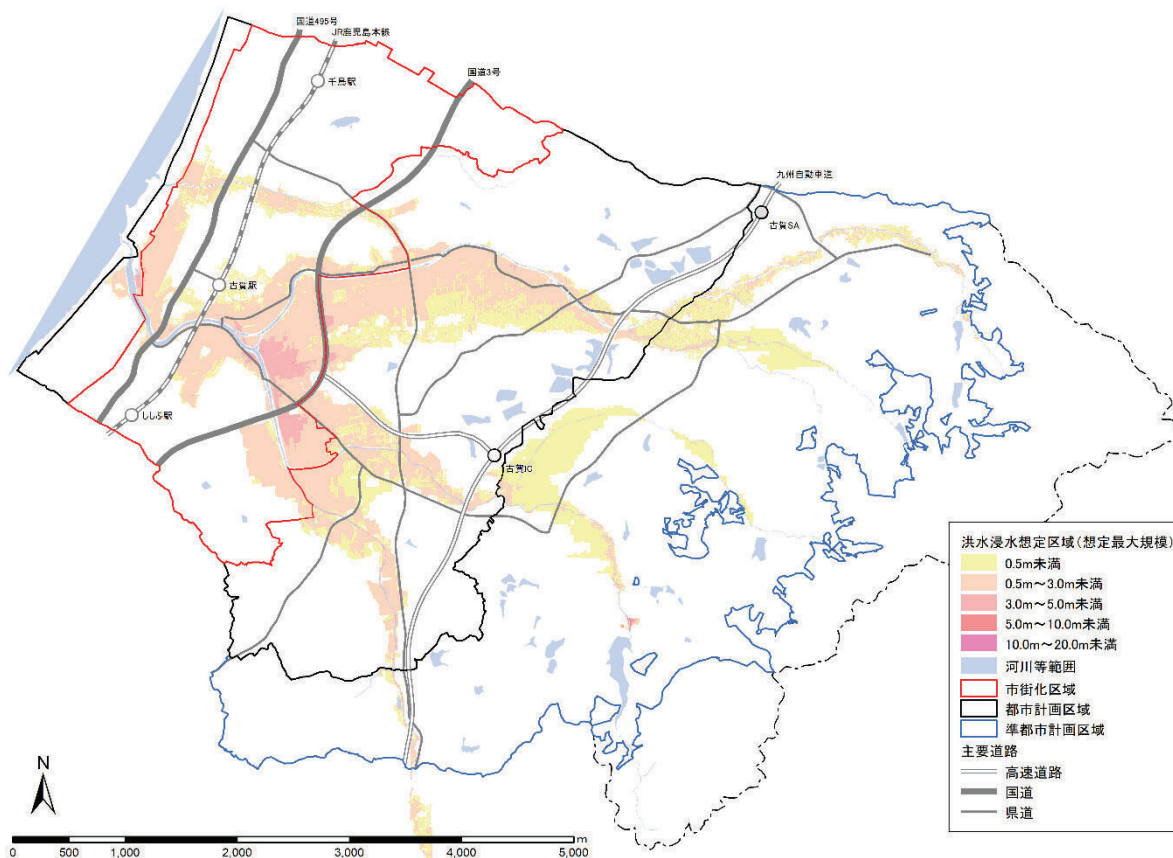 国道495号
JR鹿児島本線
千鳥駅
国道3号
九州自動車道
古賀SA
古賀駅
ししぶ駅
古賀IC
洪水浸水想定区域(想定最大規模)
0.5m未満
0.5m～3.0m未満
3.0m～5.0m未満
5.0m～10.0m未満
10.0m～20.0m未満
河川等範囲
市街化区域
都市計画区域
準都市計画区域
主要道路
高速道路
国道
県道
N
m
0 500 1,000 2,000 3,000 4,000 5,000